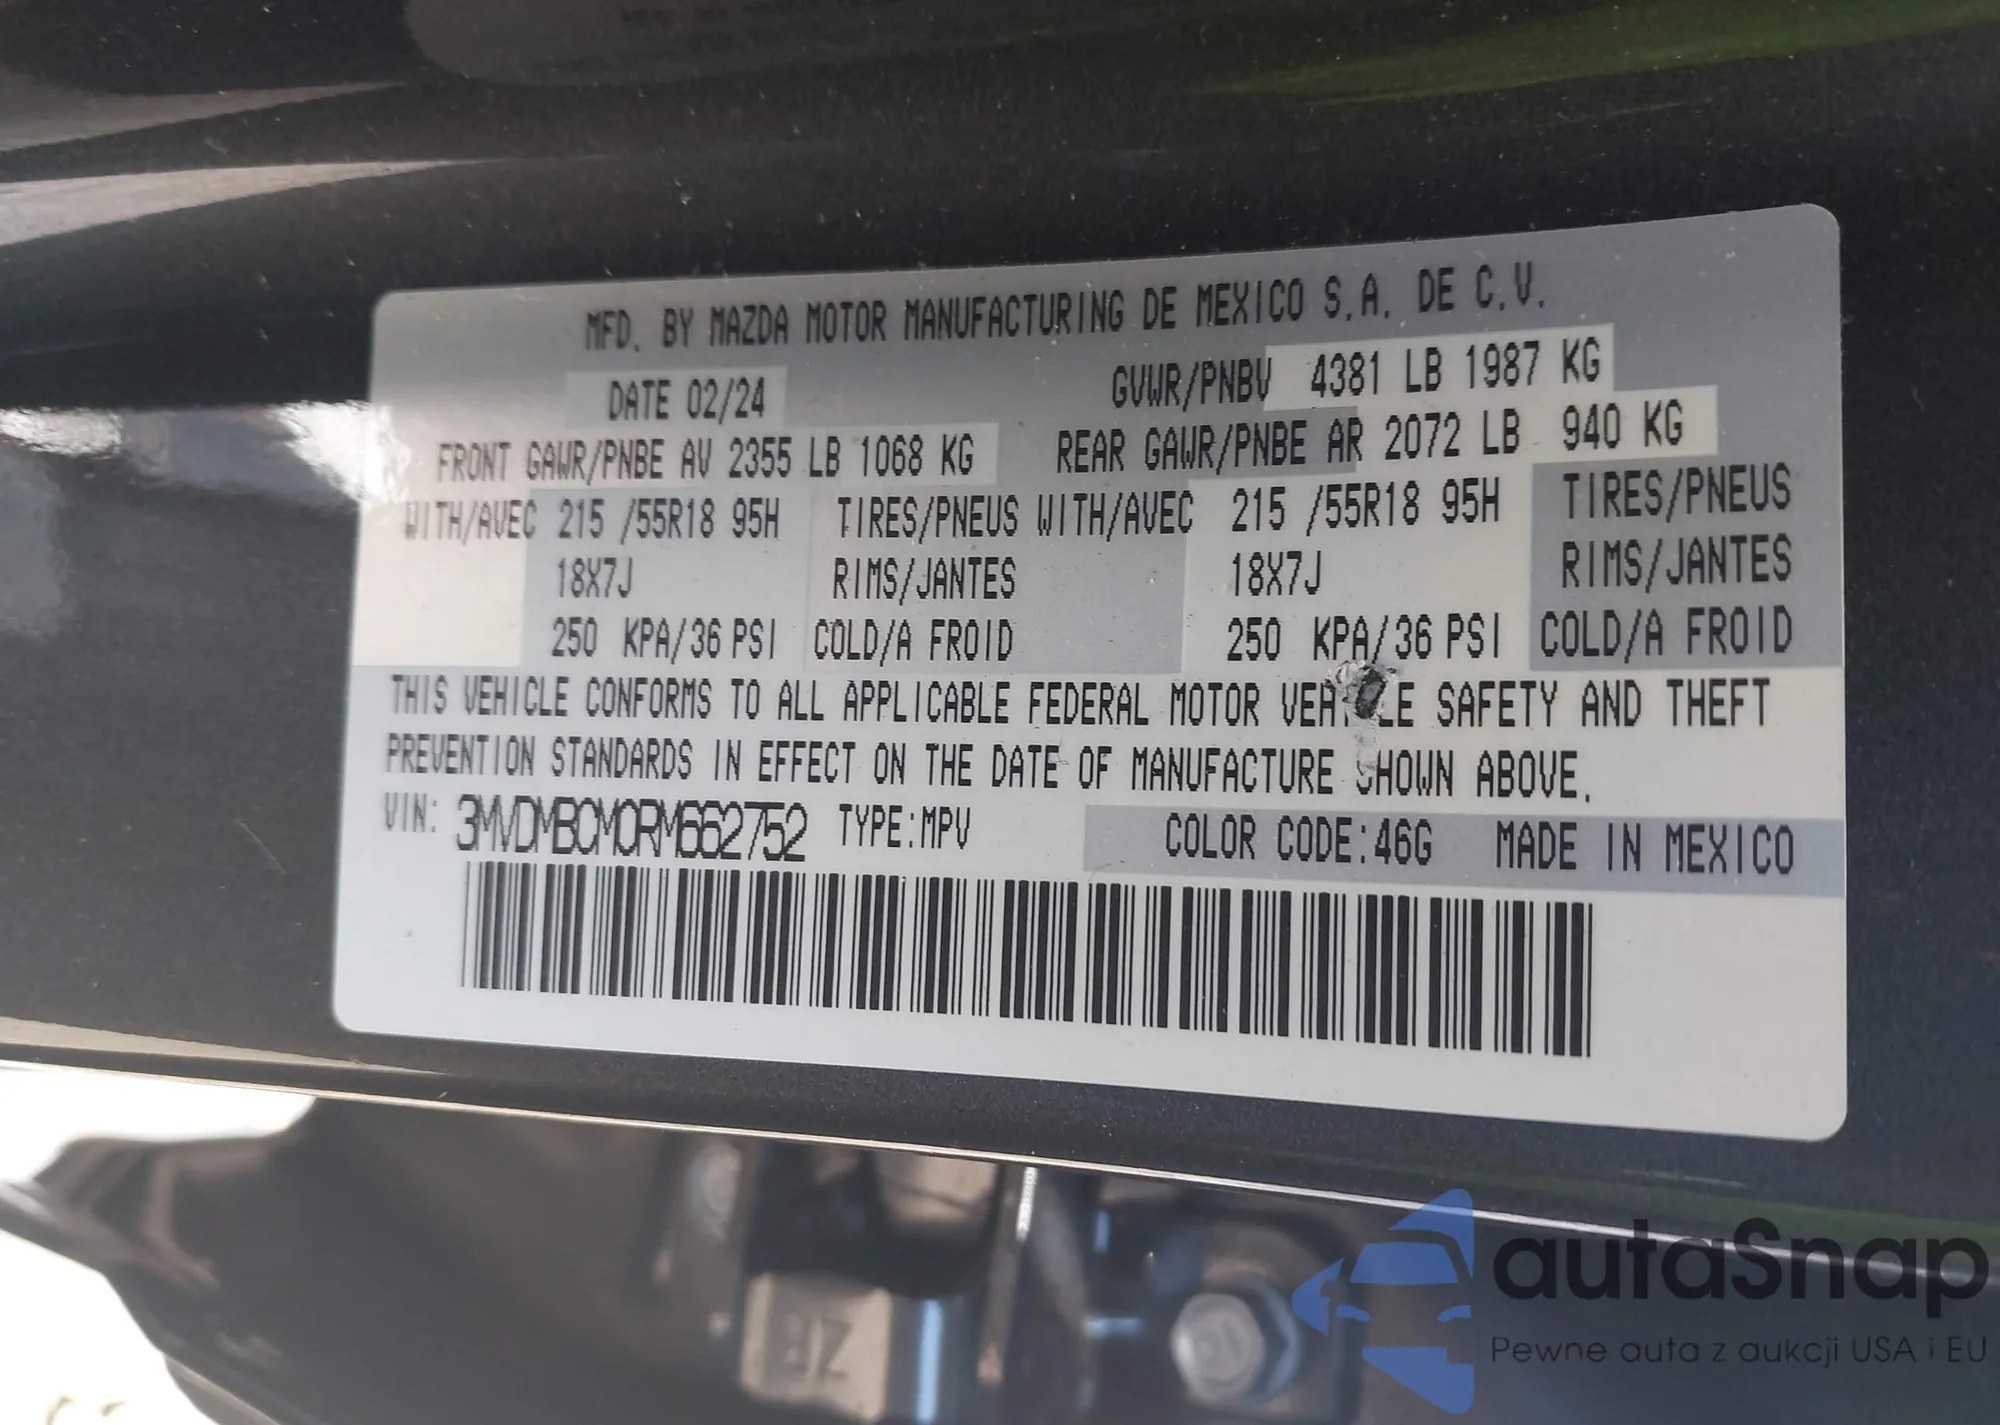 MFD. BY MAZDA MOTOR MANUFACTURING DE MEXICO S.A. DE C.V.
DATE 02/24 GVWR/PNBV 4381 LB 1987 KG
FRONT GAWR/PNBE AV 2355 LB 1068 KG REAR GAWR/PNBE AR 2072 LB 940 KG
WITH/AVEC 215 /55R18 95H TIRES/PNEUS WITH/AVEC 215 /55R18 95H TIRES/PNEUS
18X7J RIMS/JANTES 18X7J RIMS/JANTES
250 KPA/36 PSI COLD/A FROID 250 KPA/36 PSI COLD/A FROID
THIS VEHICLE CONFORMS TO ALL APPLICABLE FEDERAL MOTOR VEHICLE SAFETY AND THEFT
PREVENTION STANDARDS IN EFFECT ON THE DATE OF MANUFACTURE SHOWN ABOVE.
VIN: 3MVDMBCM0RM662752 TYPE:MPV COLOR CODE:46G MADE IN MEXICO
autaSnap
Pewne auta z aukcji USA i EU